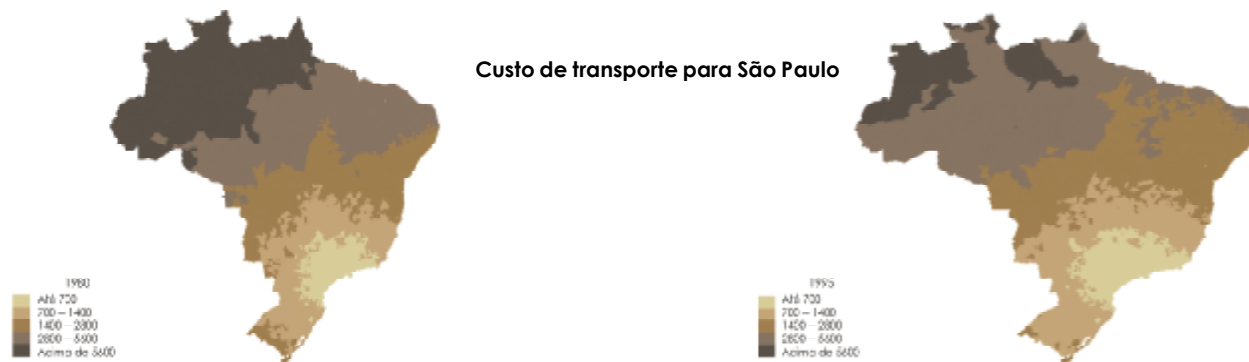 Custo de transporte para São Paulo
1980
Até 700
700 – 1400
1400 – 2800
2800 – 5600
Acima de 5600
1995
Até 700
700 – 1400
1400 – 2800
2800 – 5600
Acima de 5600